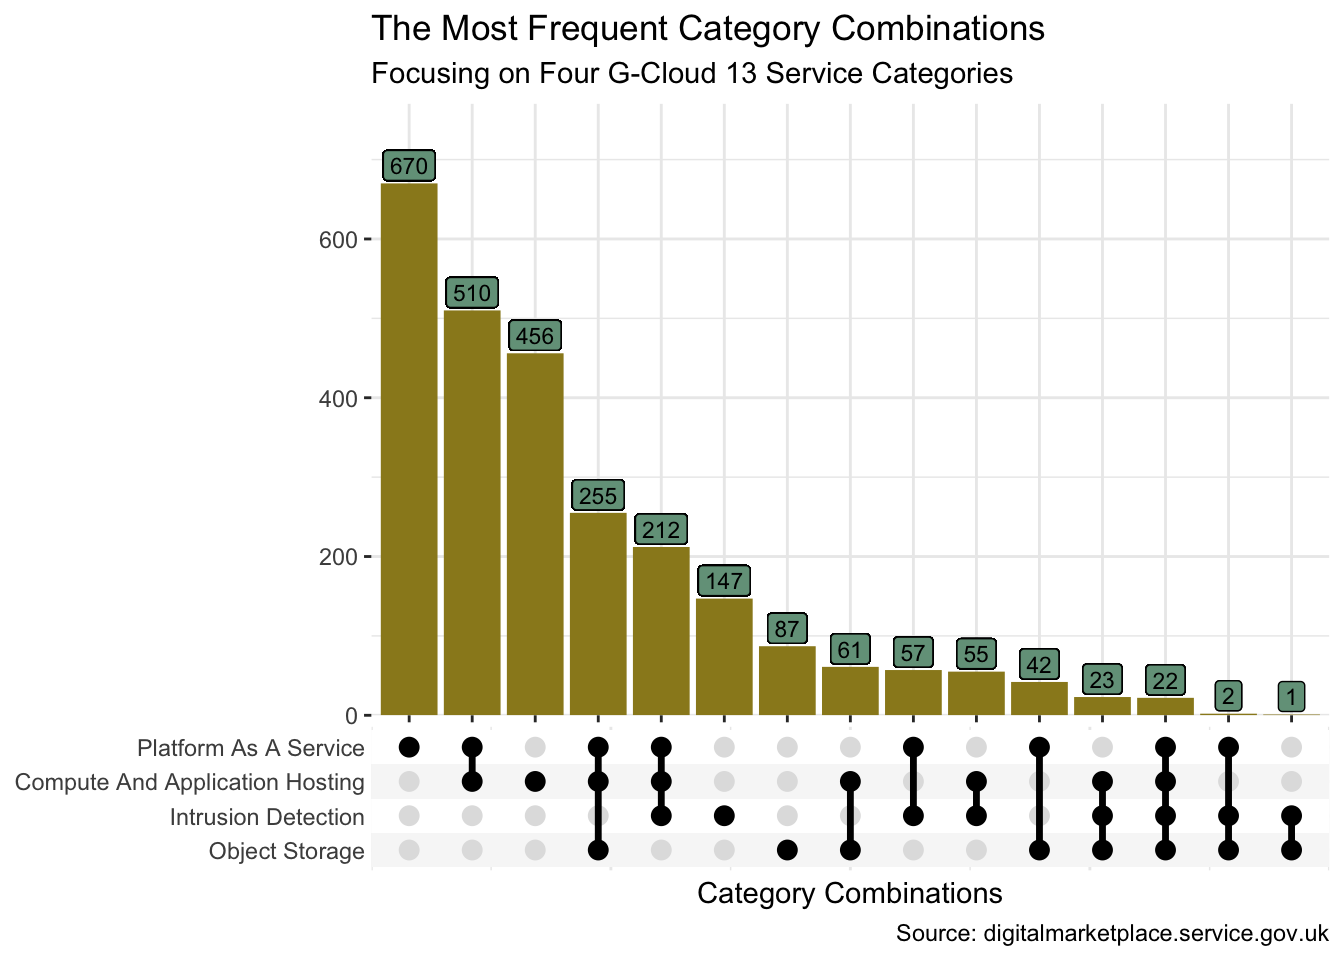 The Most Frequent Category Combinations
Focusing on Four G-Cloud 13 Service Categories
670
510
456
255
212
147
87
61
57
55
42
23
22
2
1
600
400
200
0
Platform As A Service
Compute And Application Hosting
Intrusion Detection
Object Storage
Category Combinations
Source: digitalmarketplace.service.gov.uk